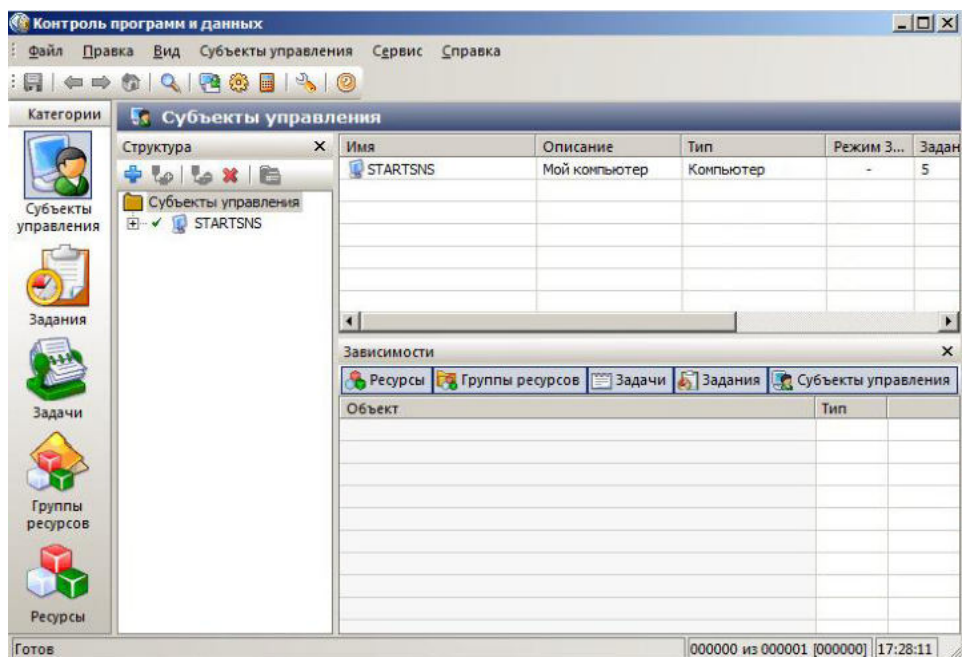 Контроль программ и данных
Файл Правка Вид Субъекты управления Сервис Справка
Категории
Субъекты управления
Субъекты
управления
Задания
Задачи
Группы
ресурсов
Ресурсы
Структура
Субъекты управления
STARTSNS
Имя Описание Тип Режим З... Задан
STARTSNS Мой компьютер Компьютер - 5
Зависимости
Ресурсы Группы ресурсов Задачи Задания Субъекты управления
Объект Тип
Готов 000000 из 000001 [000000] 17:28:11